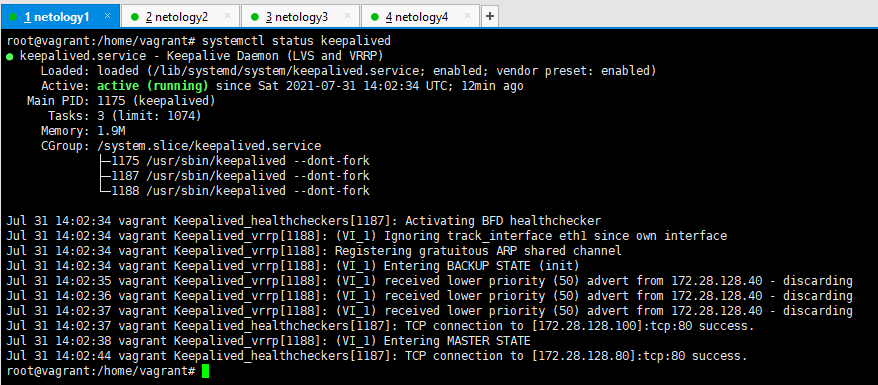 1 netology1 × 2 netology2 × 3 netology3 × 4 netology4 × +
root@vagrant:/home/vagrant# systemctl status keepalived
● keepalived.service - Keepalive Daemon (LVS and VRRP)
     Loaded: loaded (/lib/systemd/system/keepalived.service; enabled; vendor preset: enabled)
     Active: active (running) since Sat 2021-07-31 14:02:34 UTC; 12min ago
   Main PID: 1175 (keepalived)
      Tasks: 3 (limit: 1074)
     Memory: 1.9M
     CGroup: /system.slice/keepalived.service
             ├─1175 /usr/sbin/keepalived --dont-fork
             ├─1187 /usr/sbin/keepalived --dont-fork
             └─1188 /usr/sbin/keepalived --dont-fork
Jul 31 14:02:34 vagrant Keepalived_healthcheckers[1187]: Activating BFD healthchecker
Jul 31 14:02:34 vagrant Keepalived_vrrp[1188]: (VI_1) Ignoring track_interface eth1 since own interface
Jul 31 14:02:34 vagrant Keepalived_vrrp[1188]: Registering gratuitous ARP shared channel
Jul 31 14:02:34 vagrant Keepalived_vrrp[1188]: (VI_1) Entering BACKUP STATE (init)
Jul 31 14:02:35 vagrant Keepalived_vrrp[1188]: (VI_1) received lower priority (50) advert from 172.28.128.40 - discarding
Jul 31 14:02:36 vagrant Keepalived_vrrp[1188]: (VI_1) received lower priority (50) advert from 172.28.128.40 - discarding
Jul 31 14:02:37 vagrant Keepalived_vrrp[1188]: (VI_1) received lower priority (50) advert from 172.28.128.40 - discarding
Jul 31 14:02:37 vagrant Keepalived_healthcheckers[1187]: TCP connection to [172.28.128.100]:tcp:80 success.
Jul 31 14:02:38 vagrant Keepalived_vrrp[1188]: (VI_1) Entering MASTER STATE
Jul 31 14:02:44 vagrant Keepalived_healthcheckers[1187]: TCP connection to [172.28.128.80]:tcp:80 success.
root@vagrant:/home/vagrant#